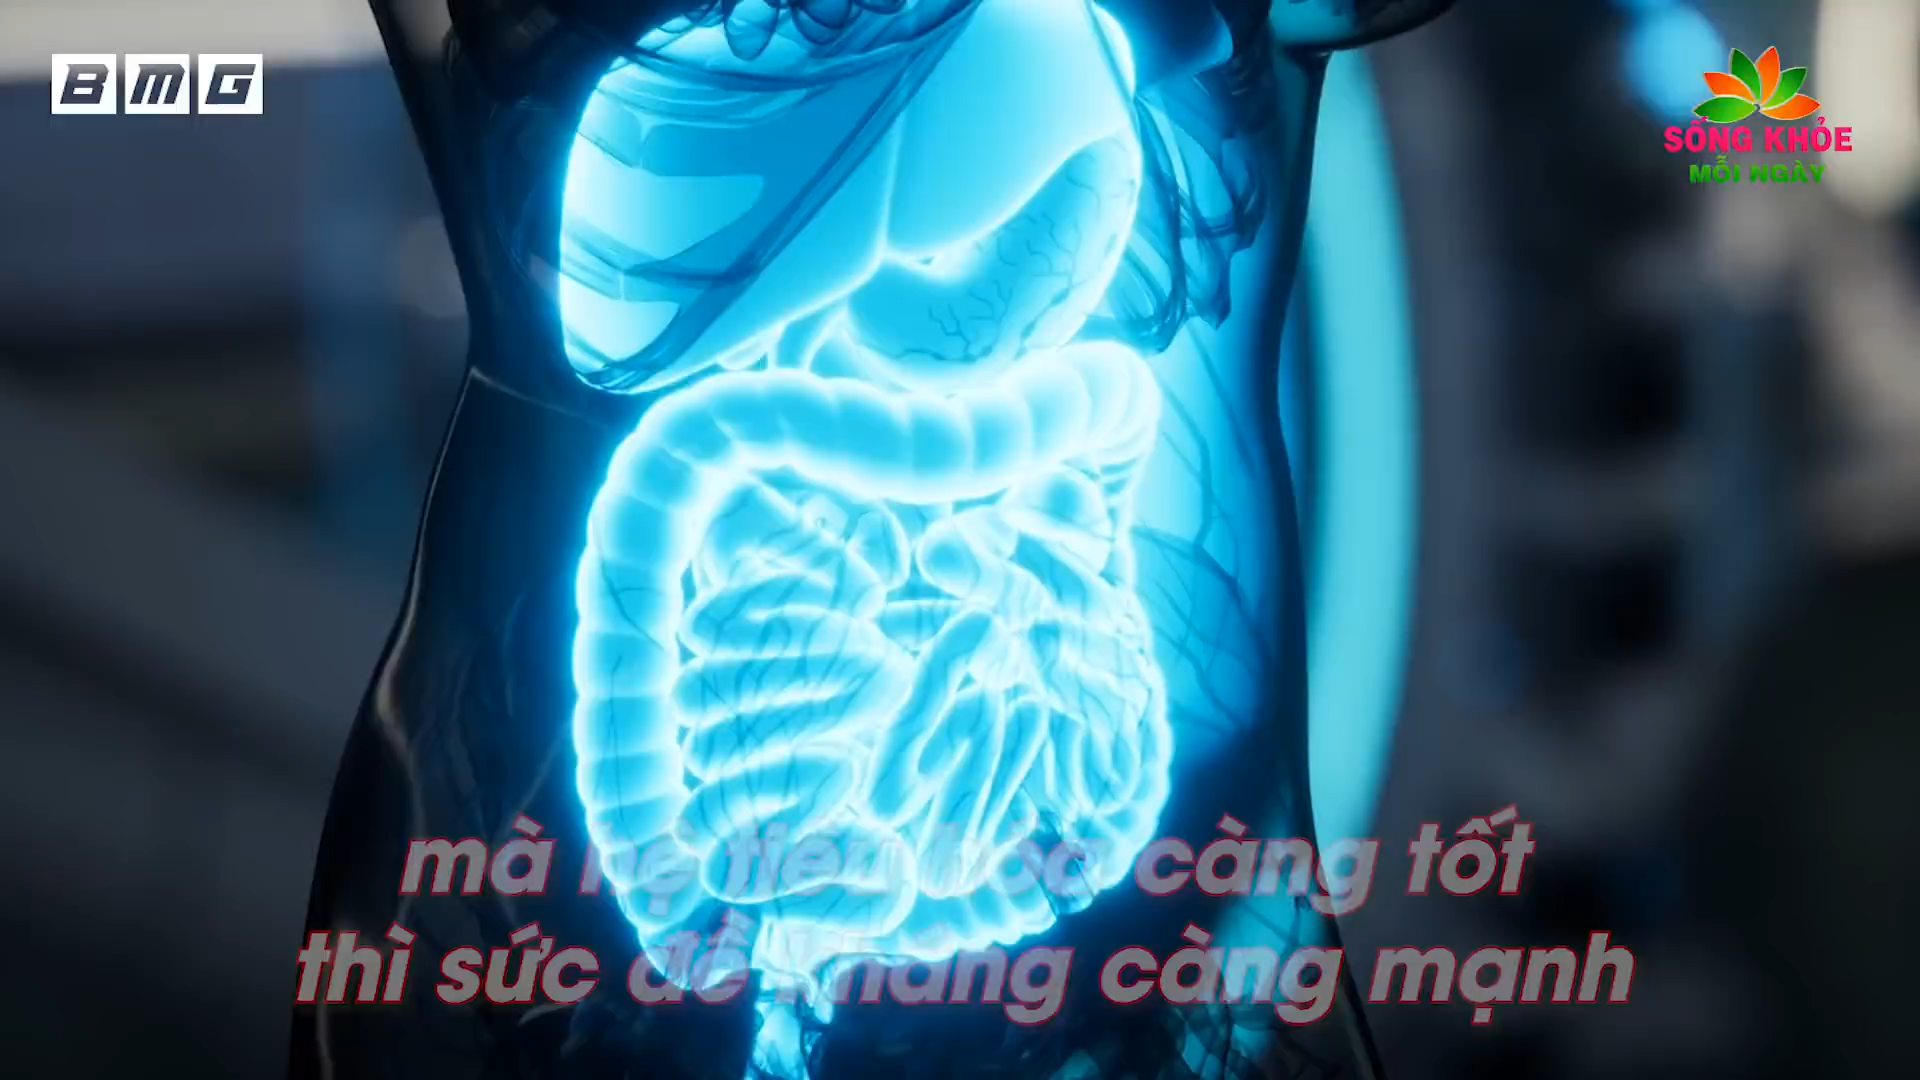 BMG
SỐNG KHỎE
MỖI NGÀY
mà hệ tiêu hóa càng tốt
thì sức đề kháng càng mạnh